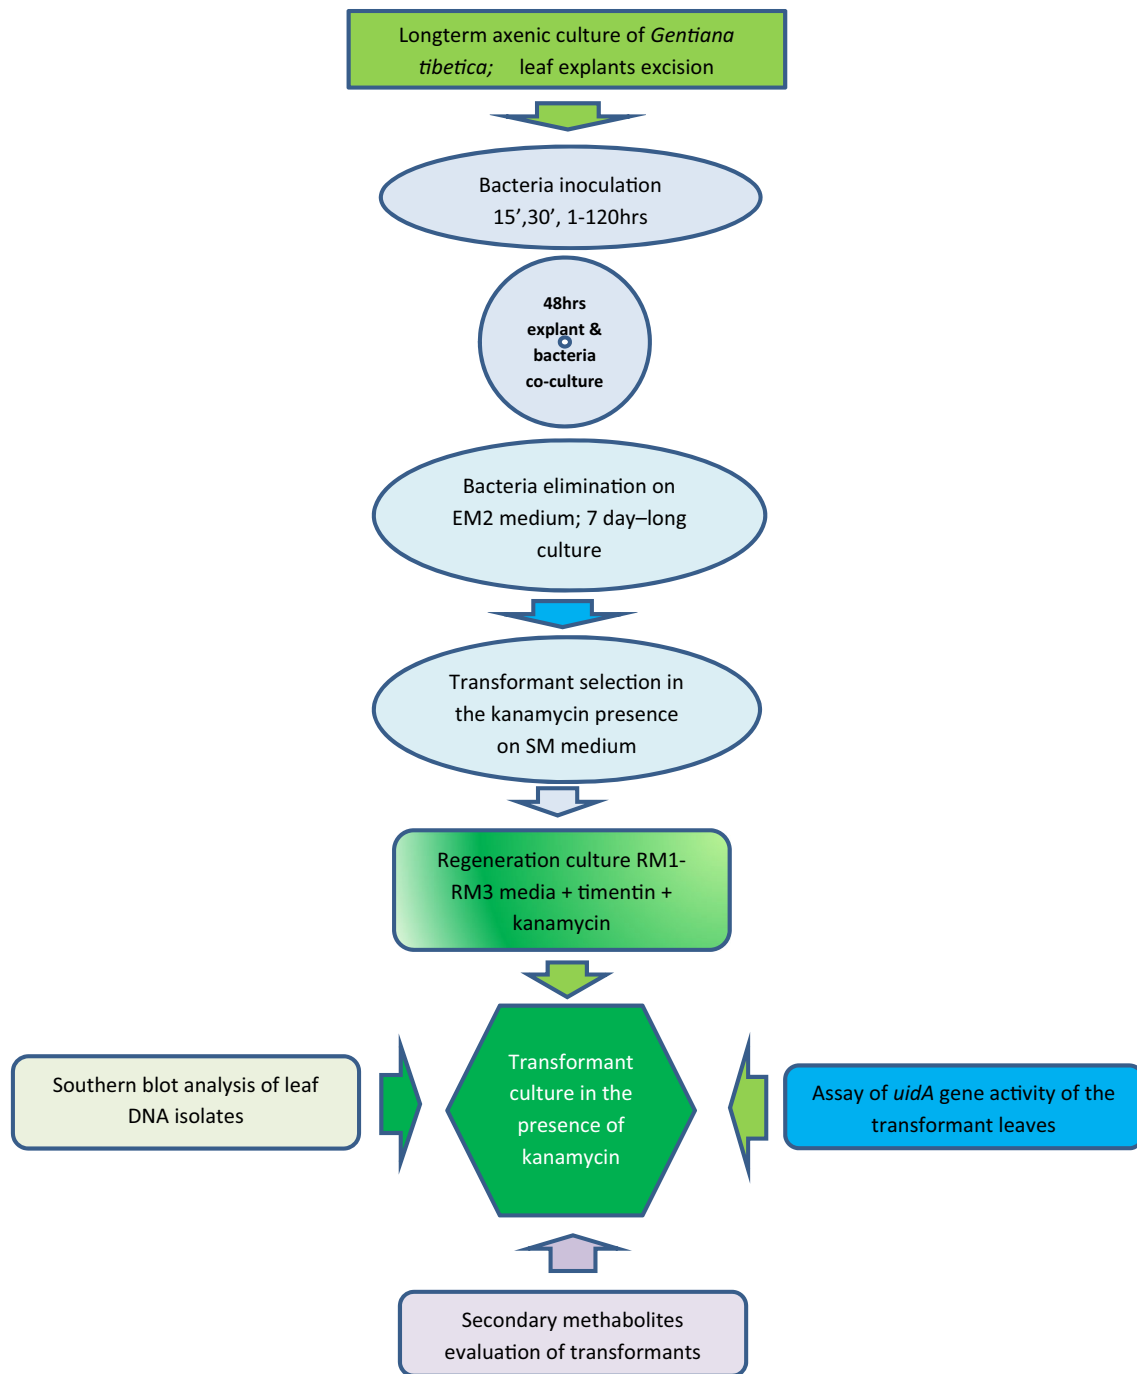 Longterm axenic culture of Gentiana
tibetica; leaf explants excision
Bacteria inoculation
15’,30’, 1-120hrs
48hrs
explant &
bacteria
co-culture
Bacteria elimination on
EM2 medium; 7 day–long
culture
Transformant selection in
the kanamycin presence
on SM medium
Regeneration culture RM1-
RM3 media + timentin +
kanamycin
Transformant
culture in the
presence of
kanamycin
Southern blot analysis of leaf
DNA isolates
Assay of uidA gene activity of the
transformant leaves
Secondary methabolites
evaluation of transformants